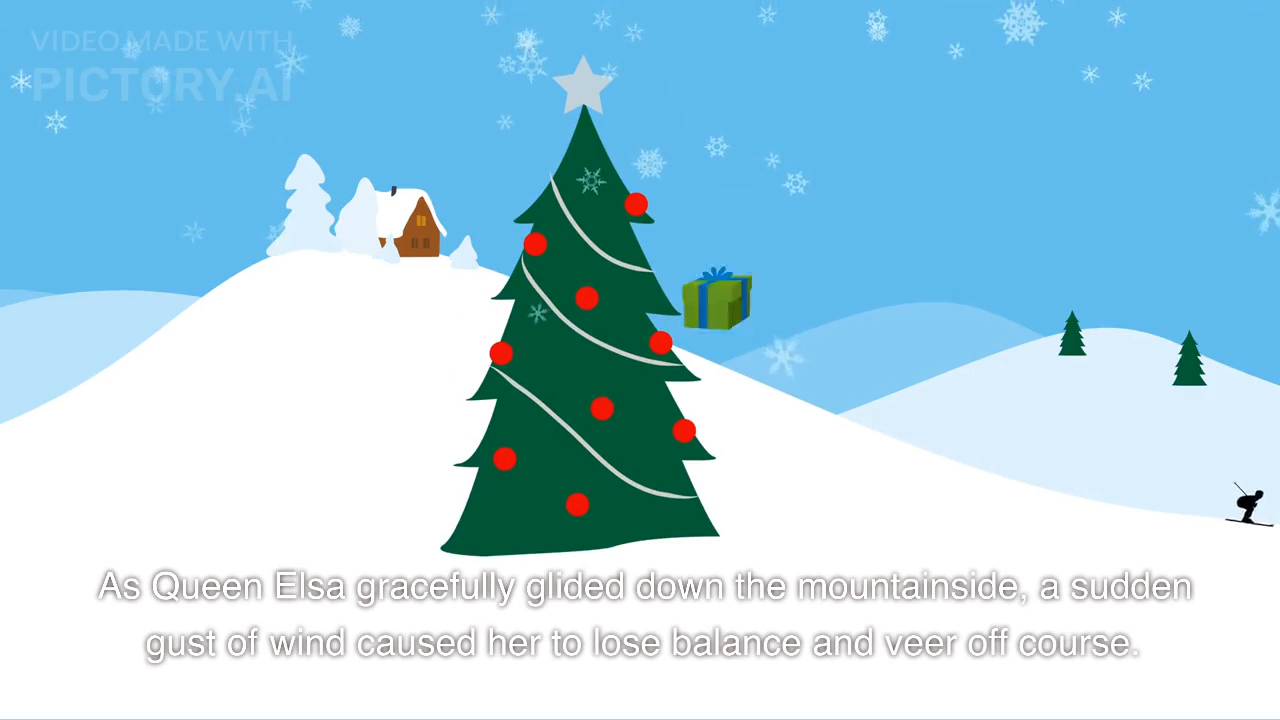 VIDEO MADE WITH
PICTORY.AI
As Queen Elsa gracefully glided down the mountainside, a sudden
gust of wind caused her to lose balance and veer off course.